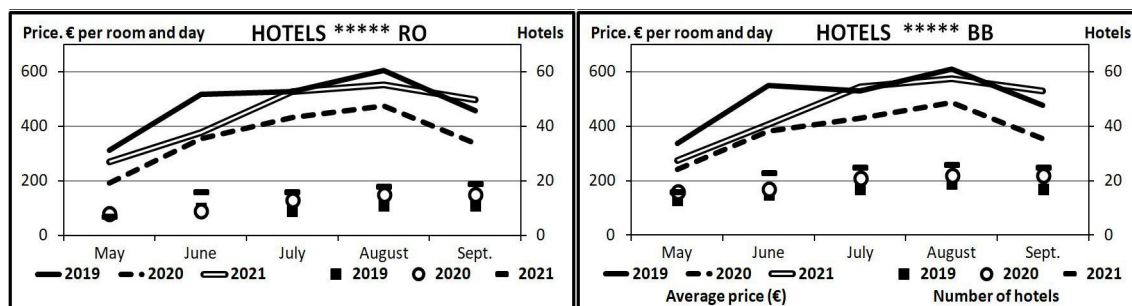 Price. € per room and day HOTELS ***** RO Hotels
600 60
400 40
200 20
0 0
May June July August Sept.
2019 2020 2021 2019 2020 2021
Price. € per room and day HOTELS ***** BB Hotels
600 60
400 40
200 20
0 0
May June July August Sept.
2019 2020 2021 2019 2020 2021
Average price (€) Number of hotels